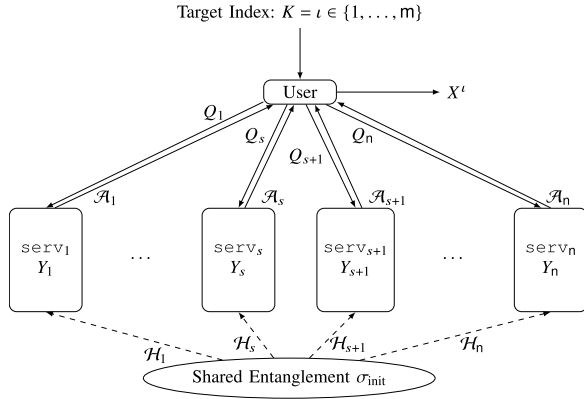 Target Index: K = ι ∈ {1, . . . , m}
User
X^ι
Q_1
Q_s
Q_{s+1}
Q_n
𝒜_1
𝒜_s
𝒜_{s+1}
𝒜_n
serv_1
Y_1
. . .
serv_s
Y_s
serv_{s+1}
Y_{s+1}
. . .
serv_n
Y_n
ℋ_1
ℋ_s
ℋ_{s+1}
ℋ_n
Shared Entanglement σ_init